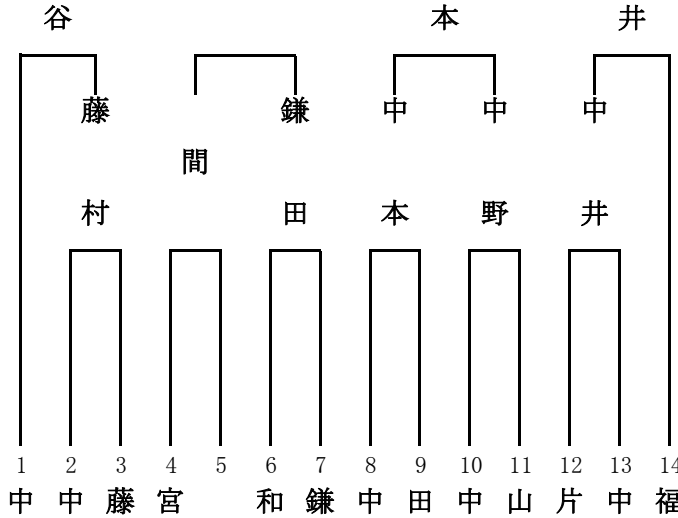 谷 本 井
藤 鎌 中 中 中
間
村 田 本 野 井
1 2 3 4 5 6 7 8 9 10 11 12 13 14
中 中 藤 宮 和 鎌 中 田 中 山 片 中 福